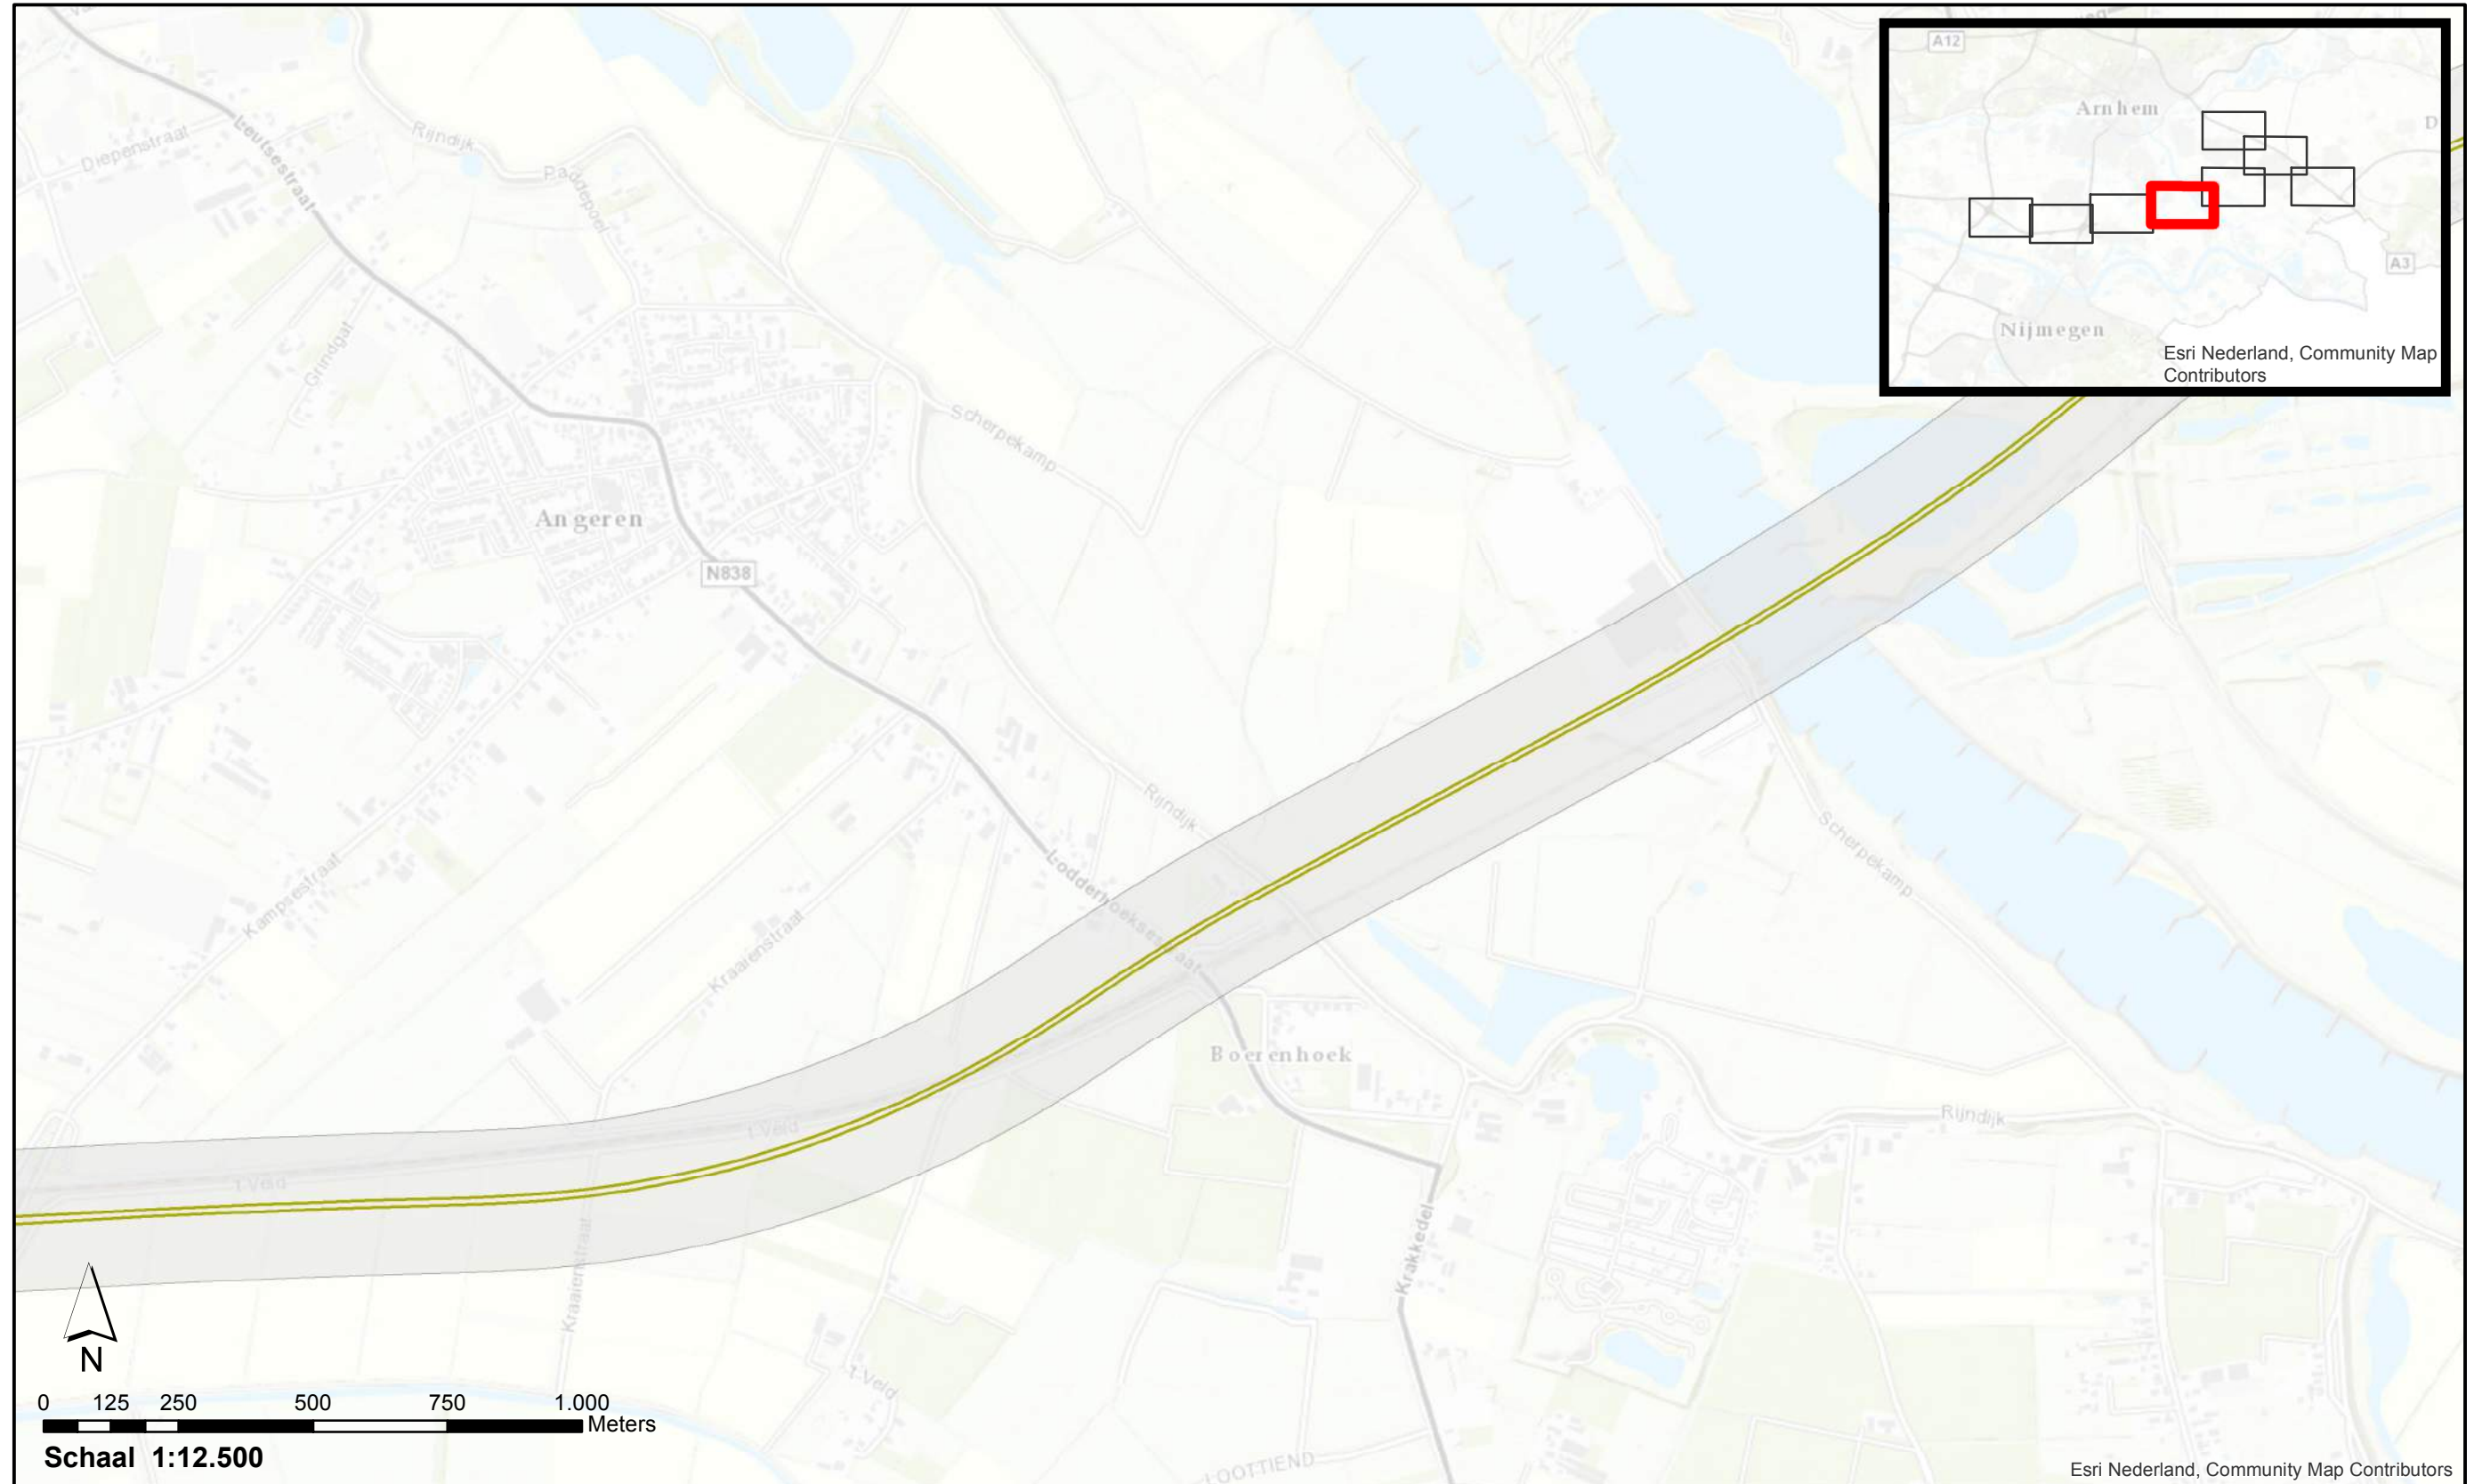 A12
Arnhem
D
A3
Nijmegen
Esri Nederland, Community Map
Contributors
Diepenstraat
Leutsestraat
Rijndijk
Paddepoel
Grindgat
Scherpekamp
Angeren
N838
Rijndijk
Scherpekamp
Lodderhoeksestraat
Kampsestraat
Kraaienstraat
Boerenhoek
Rijndijk
t Veld
t Veld
Kraaienstraat
Krakkedel
t Veld
LOOTTIEND
N
0 125 250 500 750 1.000
Meters
Schaal 1:12.500
Esri Nederland, Community Map Contributors